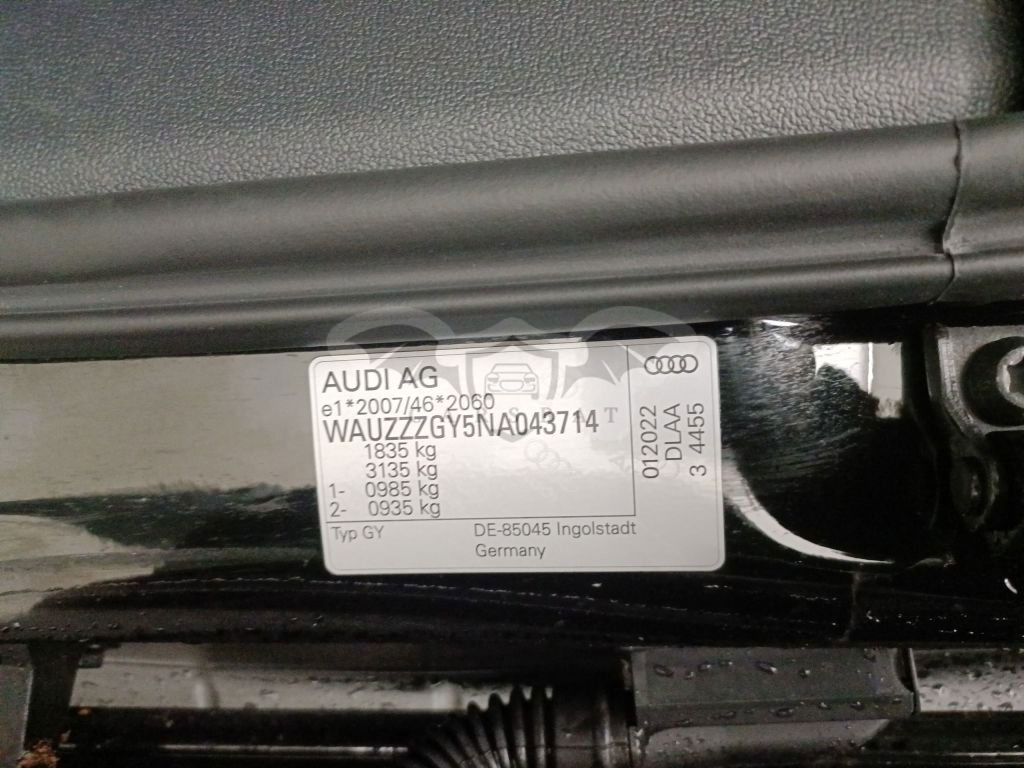 AUDI AG
e1*2007/46*2060
WAUZZZGY5NA043714
1835 kg
3135 kg
1- 0985 kg
2- 0935 kg
Typ GY
DE-85045 Ingolstadt
Germany
012022
DLAA
3 4455